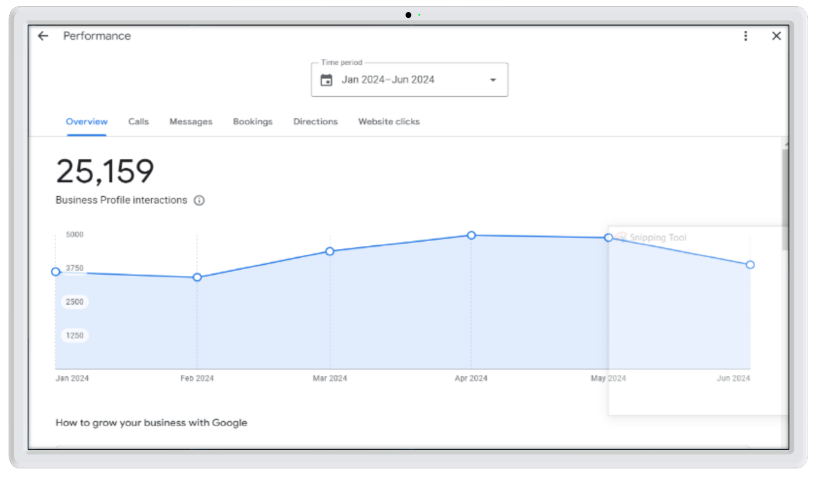 Performance
Time period
Jan 2024–Jun 2024
Overview Calls Messages Bookings Directions Website clicks
25,159
Business Profile interactions
5000
Snipping Tool
3750
2500
1250
Jan 2024 Feb 2024 Mar 2024 Apr 2024 May 2024 Jun 2024
How to grow your business with Google